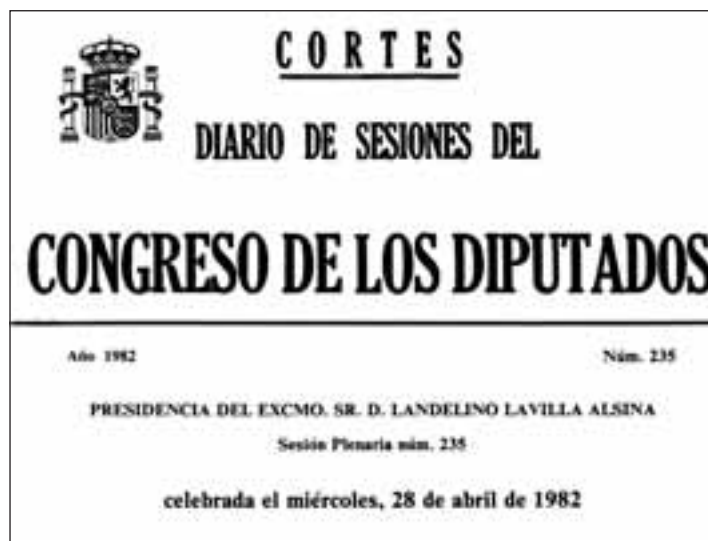 CORTES
DIARIO DE SESIONES DEL
CONGRESO DE LOS DIPUTADOS
Año 1982 Núm. 235
PRESIDENCIA DEL EXCMO. SR. D. LANDELINO LAVILLA ALSINA
Sesión Plenaria núm. 235
celebrada el miércoles, 28 de abril de 1982